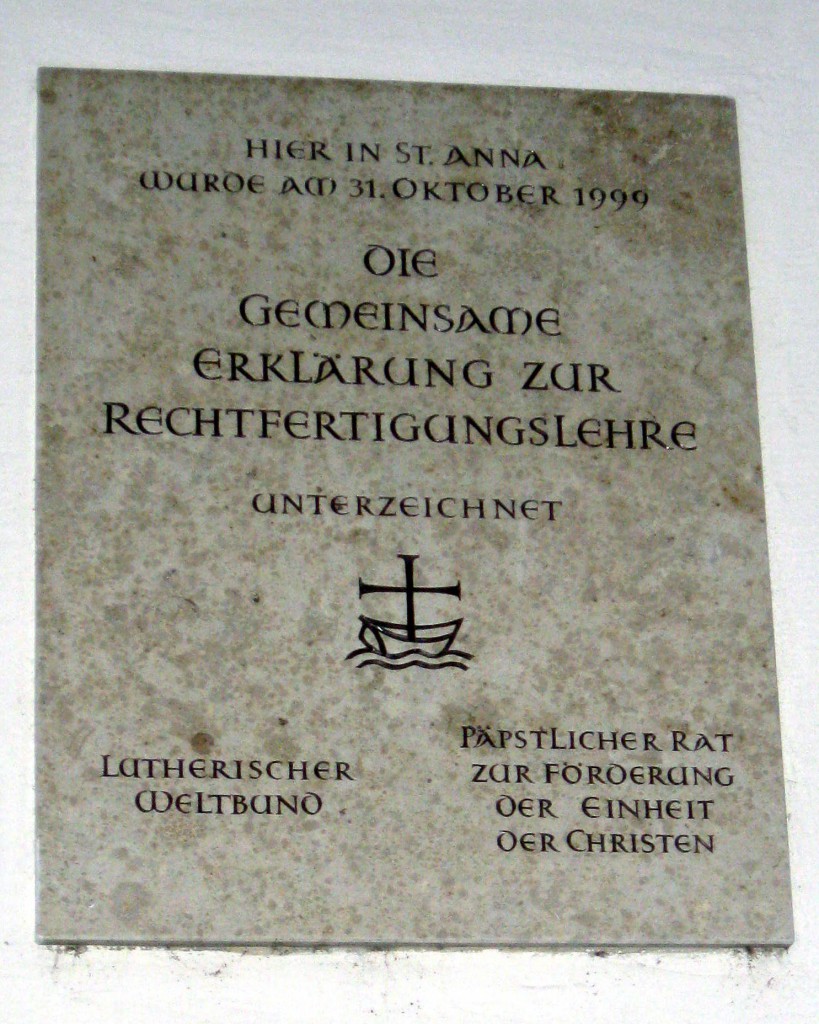 HIER IN ST. ANNA
WURDE AM 31. OKTOBER 1999
DIE
GEMEINSAME
ERKLÄRUNG ZUR
RECHTFERTIGUNGSLEHRE
UNTERZEICHNET
LUTHERISCHER
WELTBUND
PÄPSTLICHER RAT
ZUR FÖRDERUNG
DER EINHEIT
DER CHRISTEN